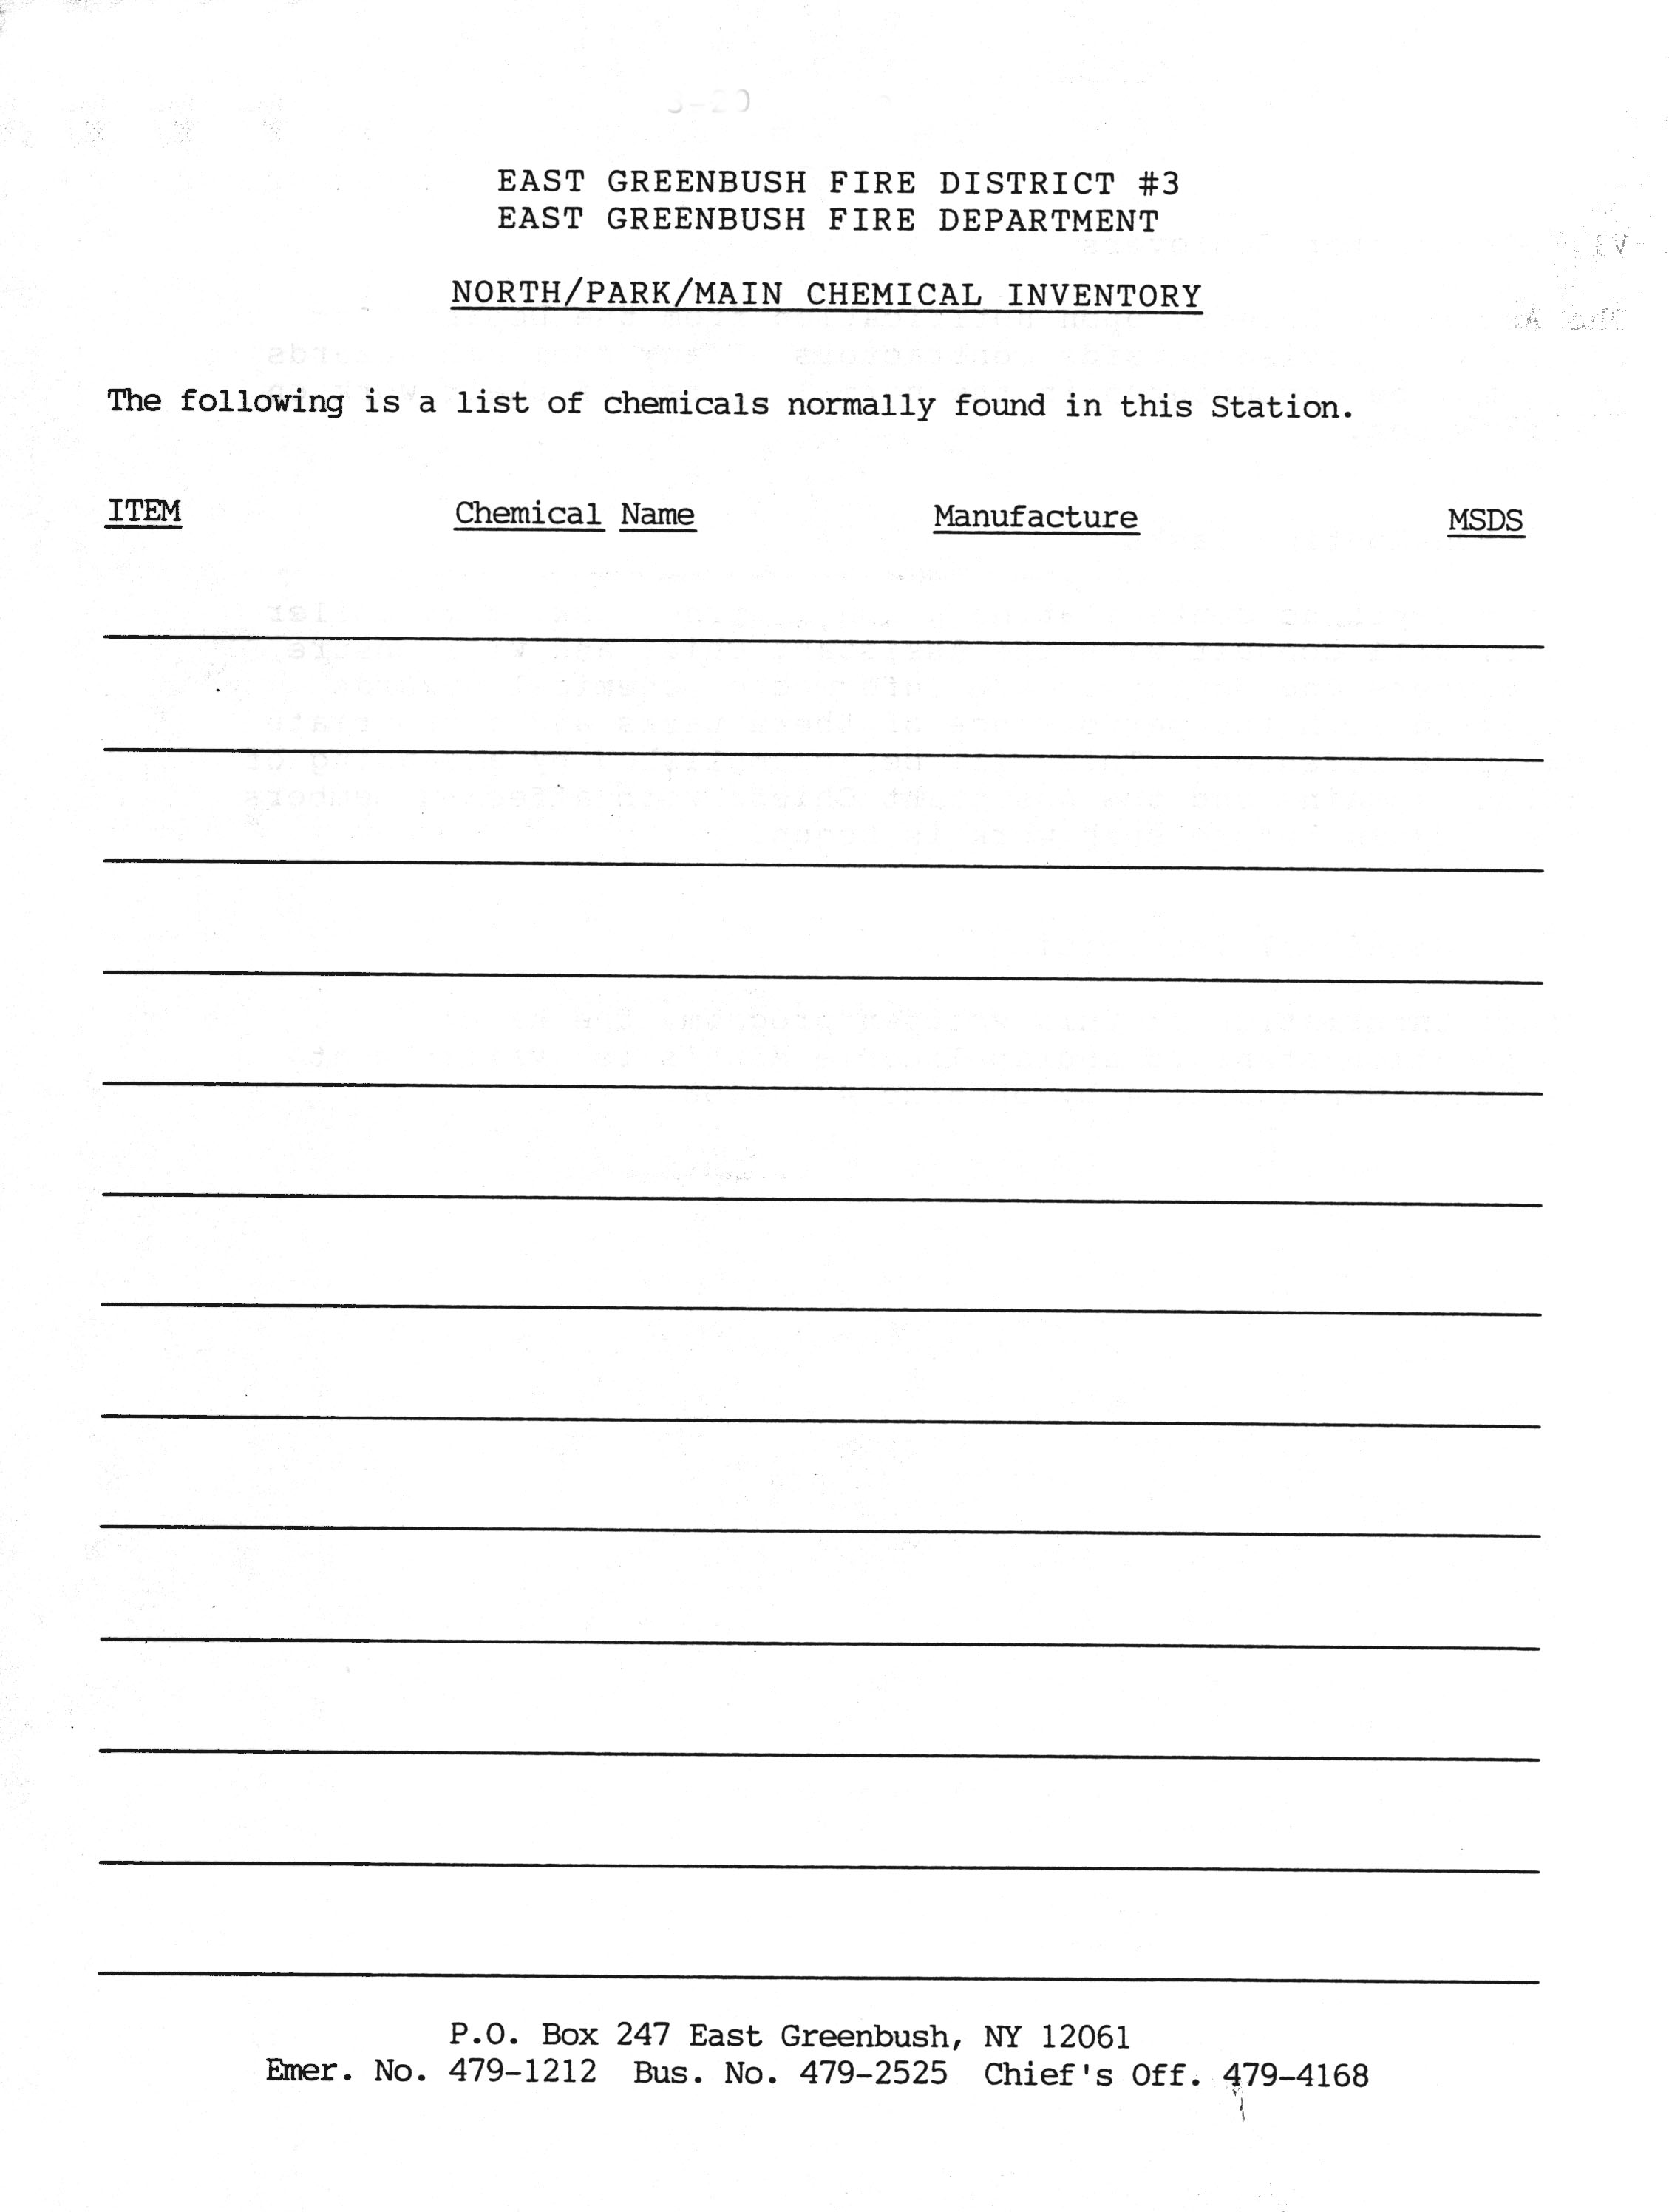 EAST GREENBUSH FIRE DISTRICT #3
EAST GREENBUSH FIRE DEPARTMENT
NORTH/PARK/MAIN CHEMICAL INVENTORY
The following is a list of chemicals normally found in this Station.
ITEM Chemical Name Manufacture MSDS
P.O. Box 247 East Greenbush, NY 12061
Emer. No. 479-1212 Bus. No. 479-2525 Chief's Off. 479-4168